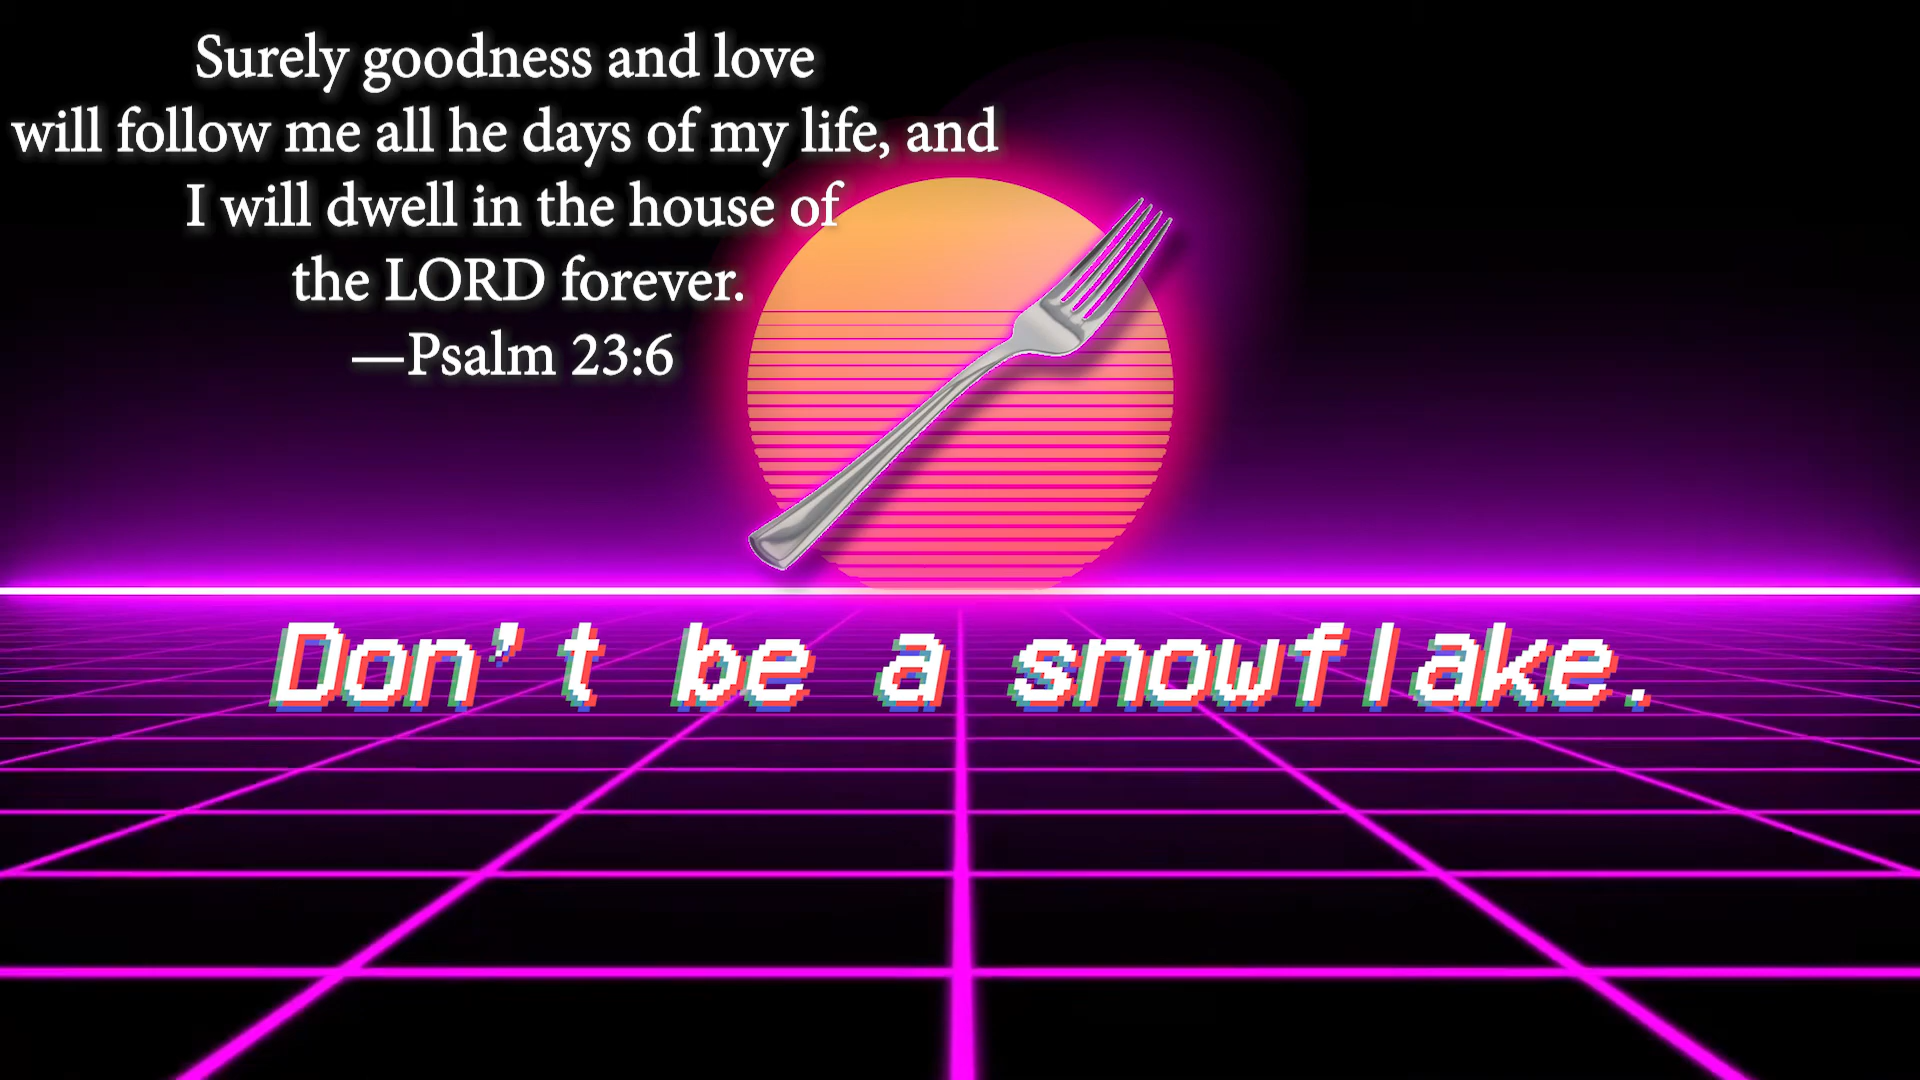 Surely goodness and love
will follow me all he days of my life, and
I will dwell in the house of
the LORD forever.
—Psalm 23:6
Don't be a snowflake.